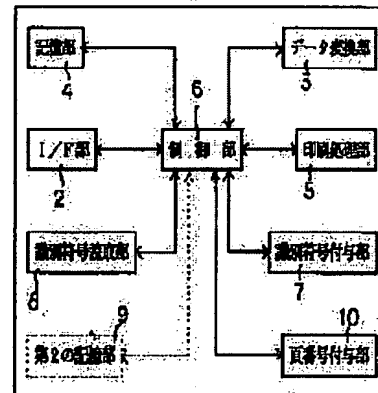 記憶部
4
データ変換部
3
6
制御部
I/F部
2
印刷処理部
5
識別符号読取部
8
識別符号付与部
7
第2の記憶部
9
頁番号付与部
10